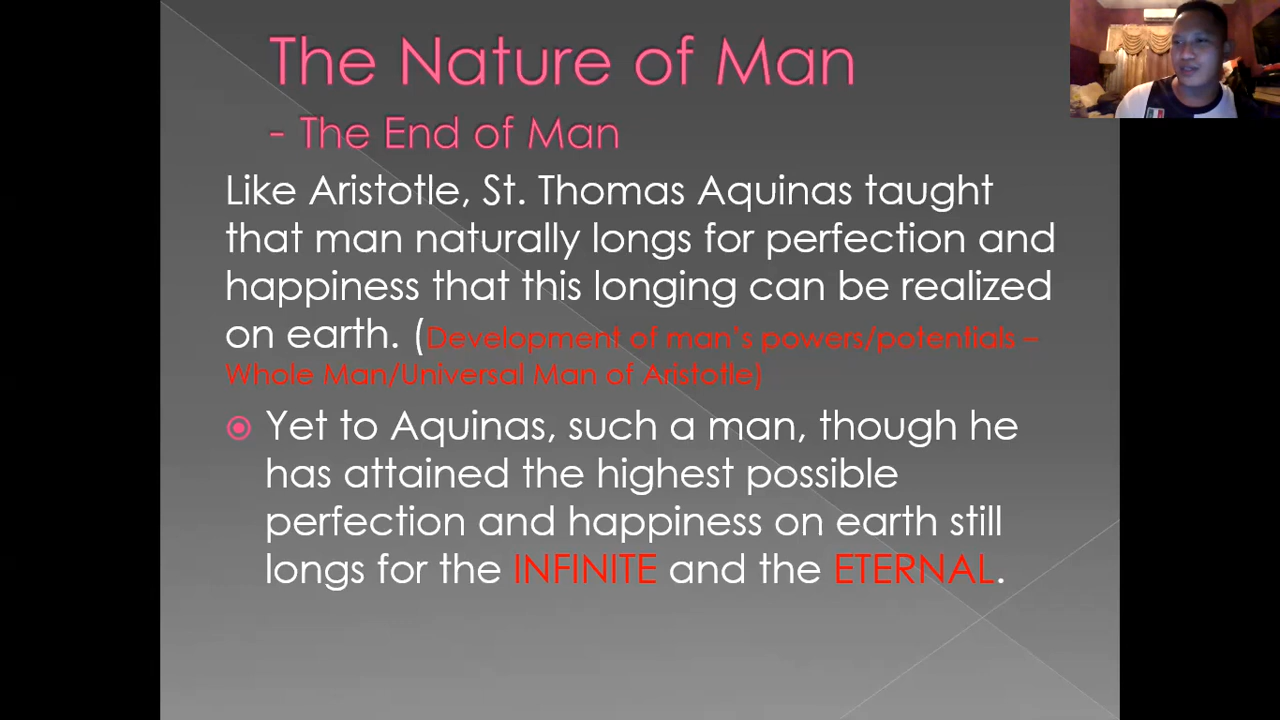 The Nature of Man
- The End of Man
Like Aristotle, St. Thomas Aquinas taught
that man naturally longs for perfection and
happiness that this longing can be realized
on earth. (Development of man’s powers/potentials –
Whole Man/Universal Man of Aristotle)
Yet to Aquinas, such a man, though he
has attained the highest possible
perfection and happiness on earth still
longs for the INFINITE and the ETERNAL.